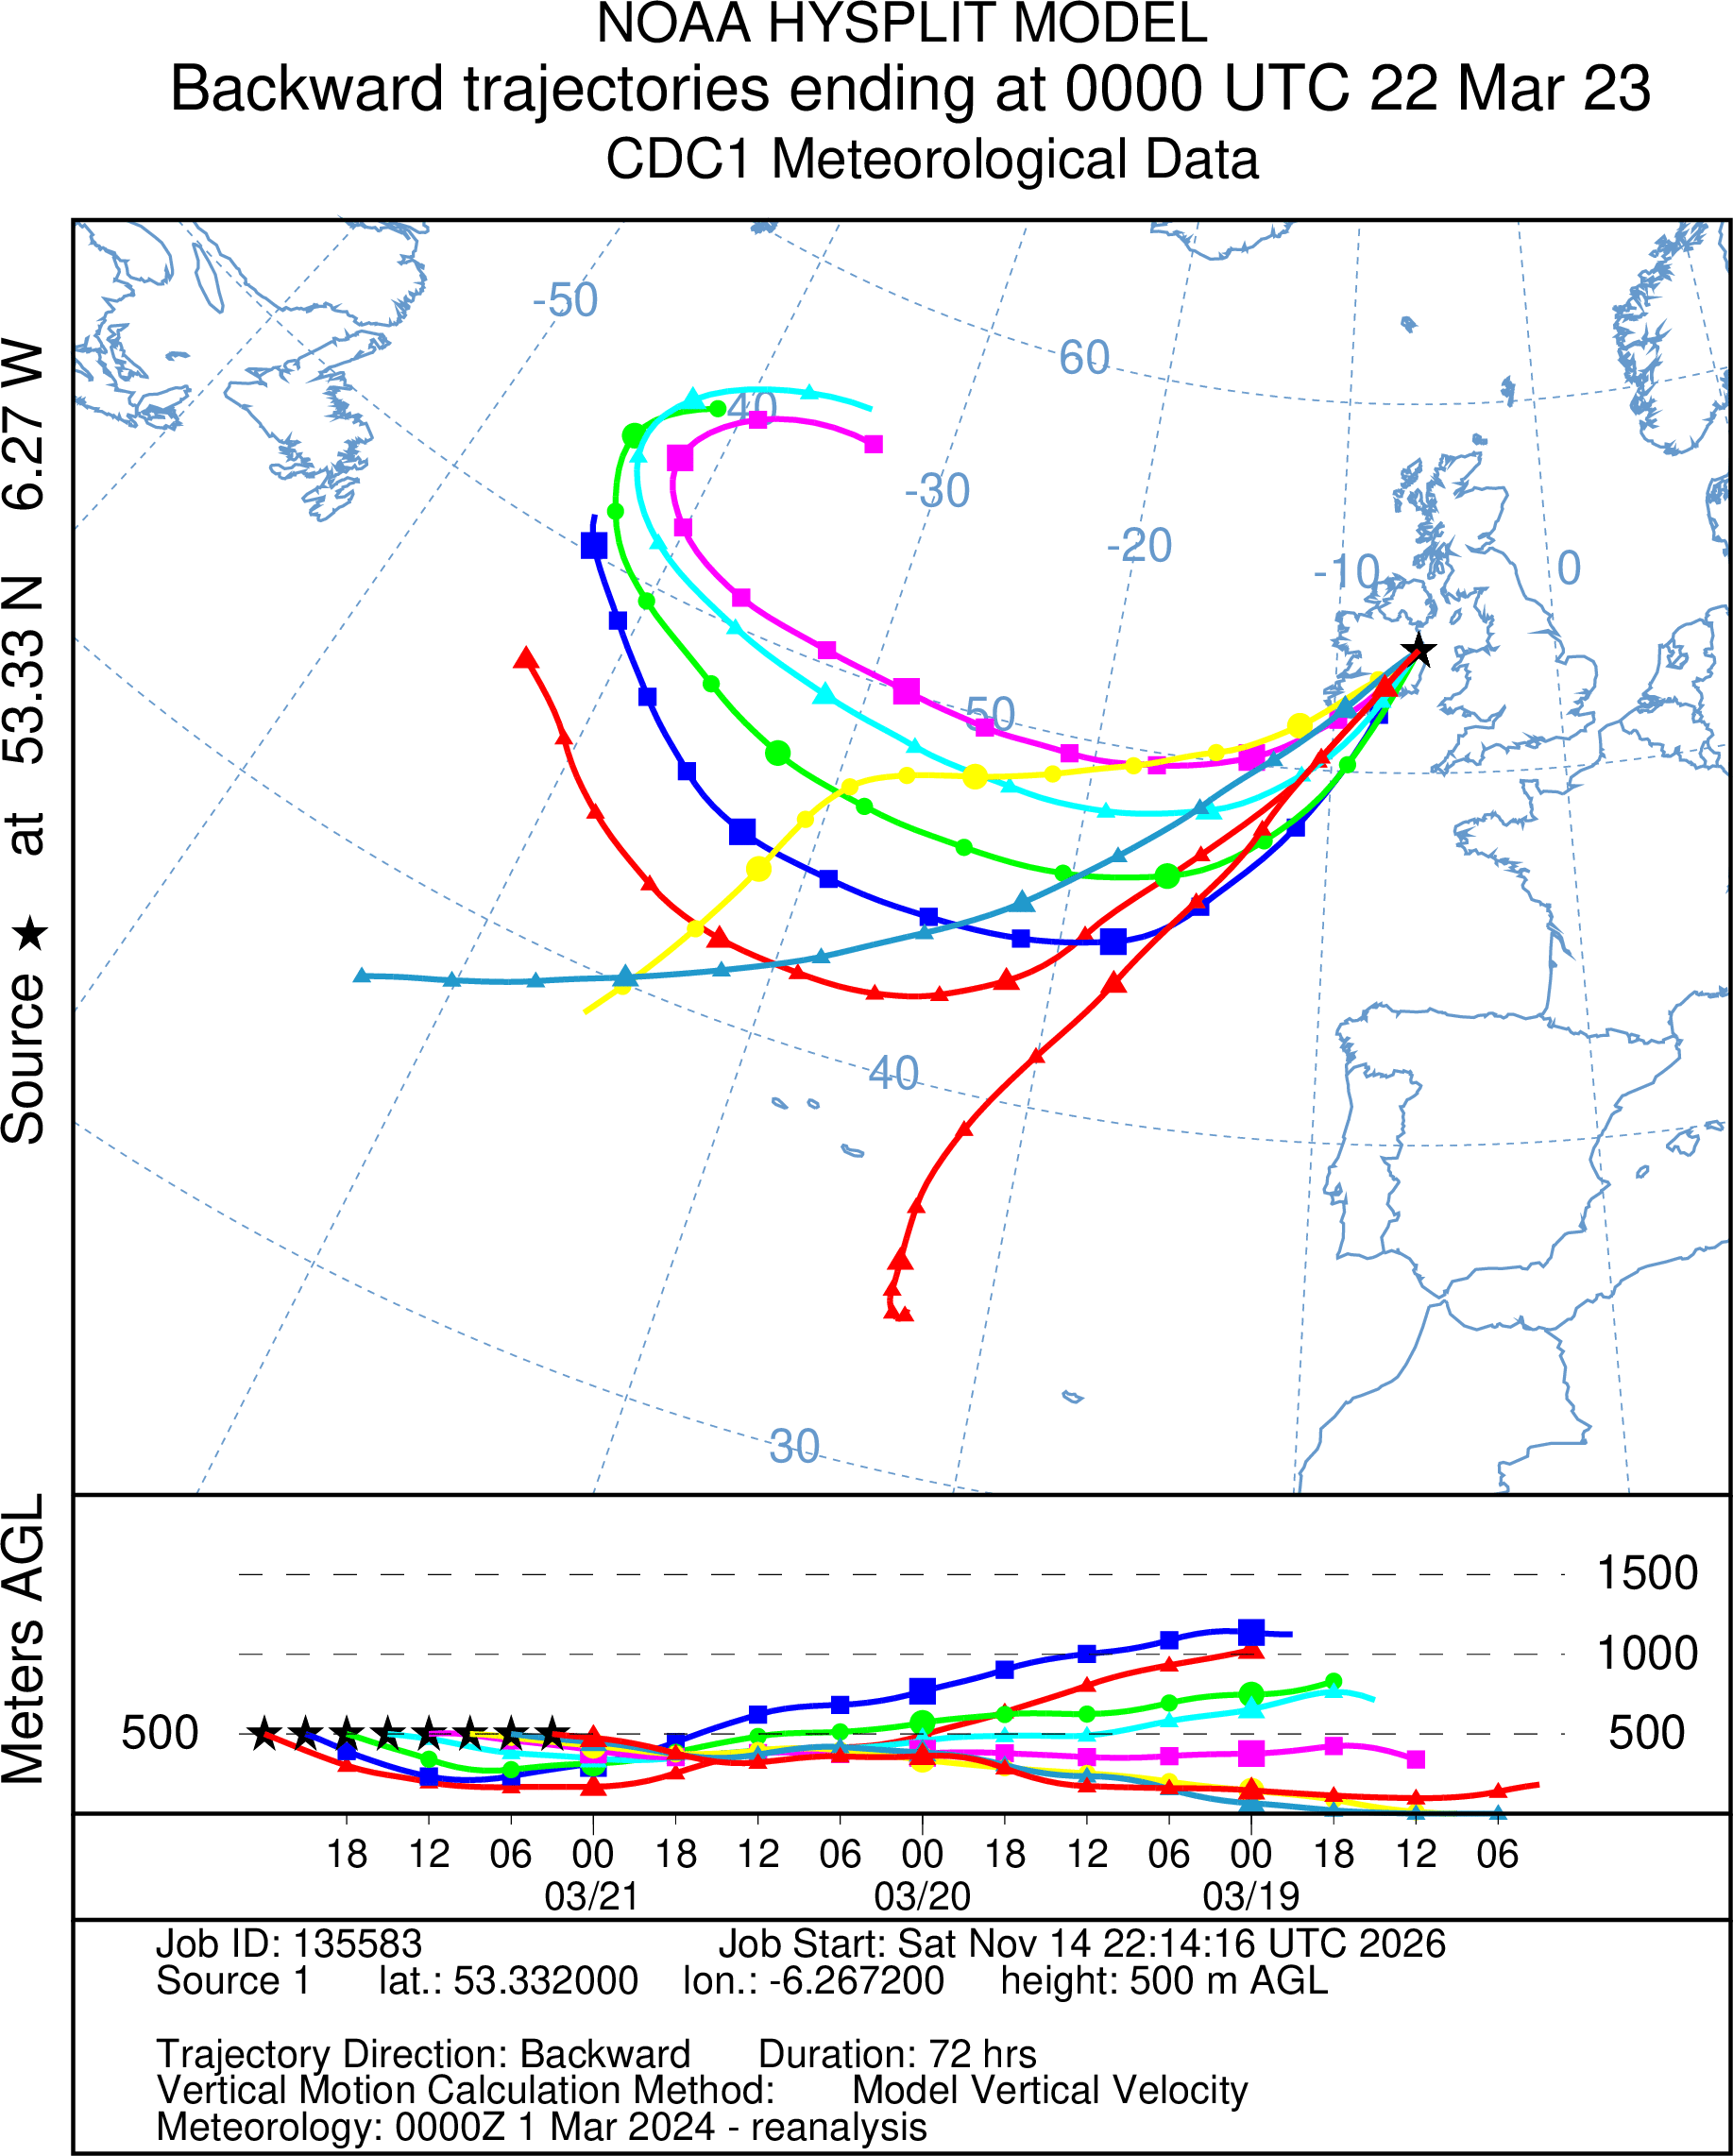 NOAA HYSPLIT MODEL
Backward trajectories ending at 0000 UTC 22 Mar 23
CDC1 Meteorological Data
Source ★ at 53.33 N 6.27 W
-50
60
40
-30
-20
-10
0
50
40
30
Meters AGL
1500
1000
500
500
18 12 06 00 18 12 06 00 18 12 06 00 18 12 06
03/21 03/20 03/19
Job ID: 135583 Job Start: Sat Nov 14 22:14:16 UTC 2026
Source 1 lat.: 53.332000 lon.: -6.267200 height: 500 m AGL
Trajectory Direction: Backward Duration: 72 hrs
Vertical Motion Calculation Method: Model Vertical Velocity
Meteorology: 0000Z 1 Mar 2024 - reanalysis